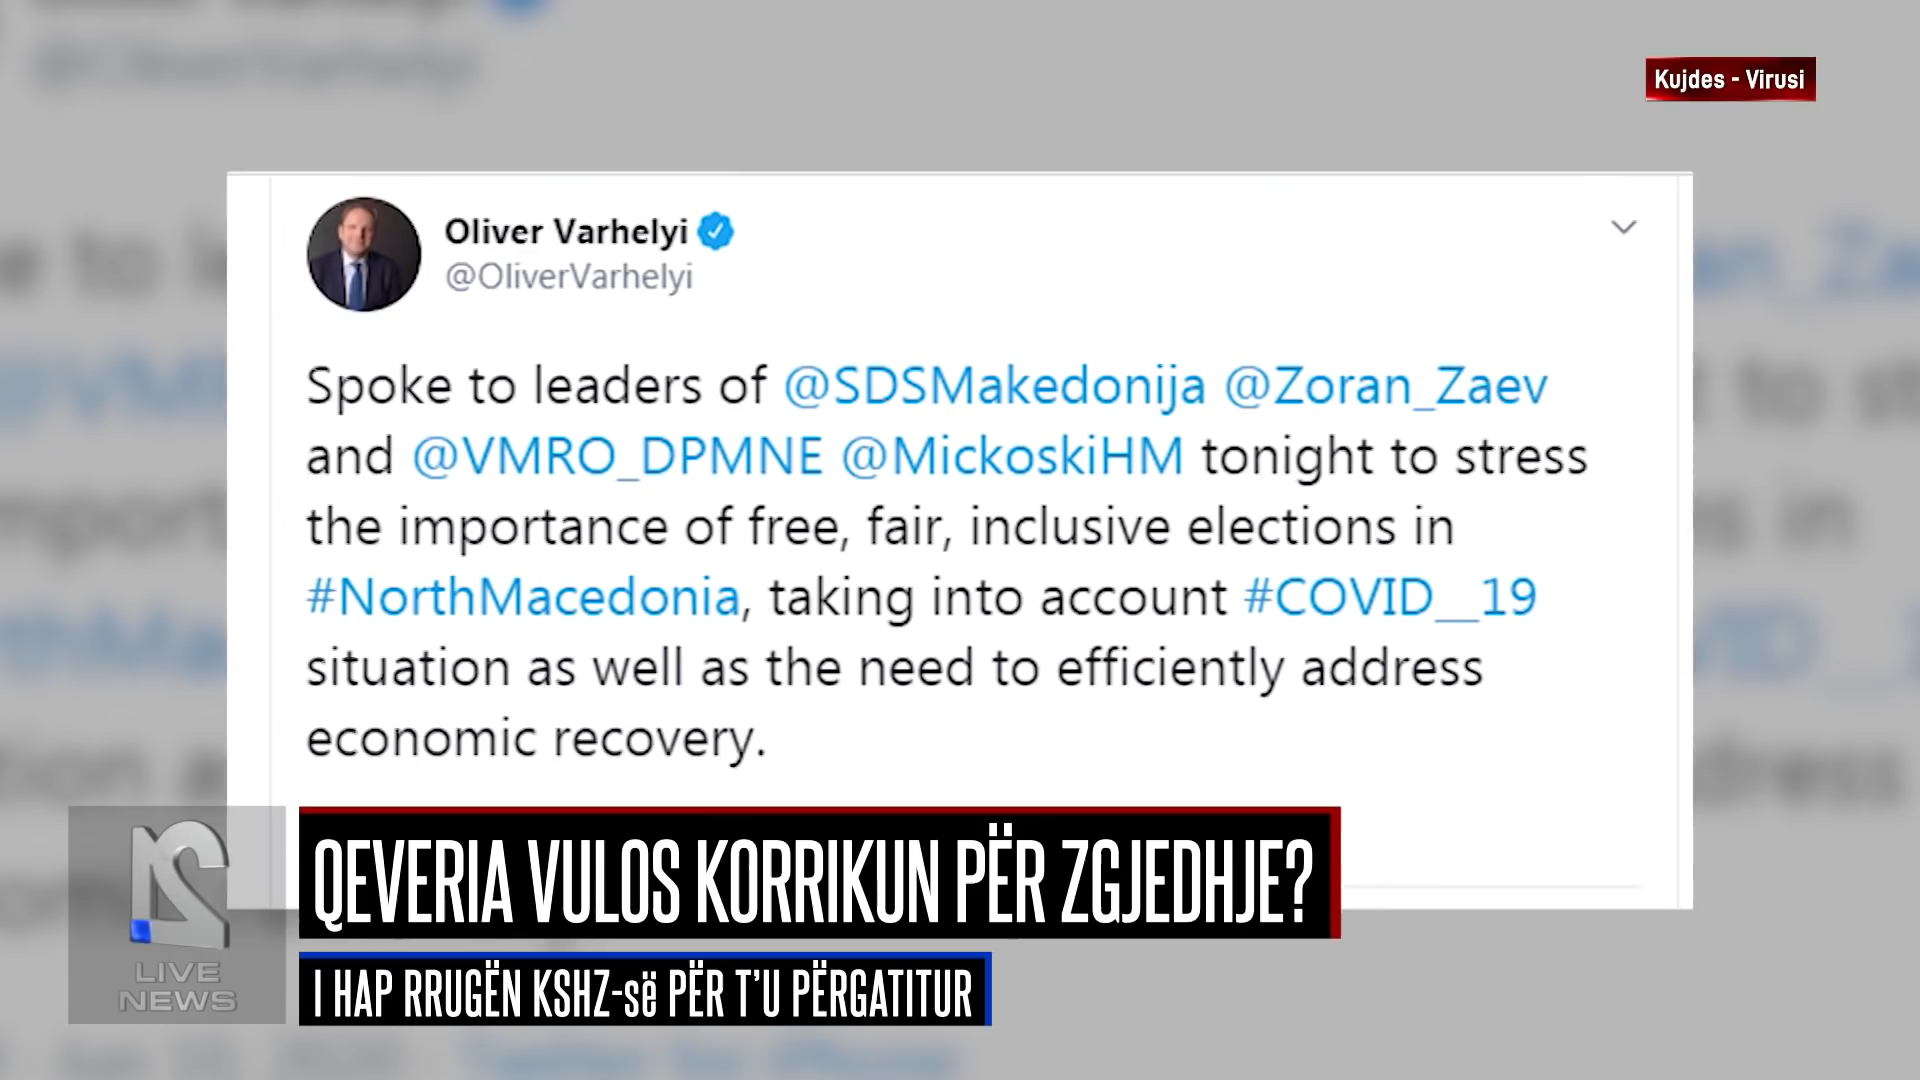 Kujdes - Virusi
Oliver Varhelyi
@OliverVarhelyi
Spoke to leaders of @SDSMakedonija @Zoran_Zaev
and @VMRO_DPMNE @MickoskiHM tonight to stress
the importance of free, fair, inclusive elections in
#NorthMacedonia, taking into account #COVID__19
situation as well as the need to efficiently address
economic recovery.
QEVERIA VULOS KORRIKUN PËR ZGJEDHJE?
I HAP RRUGËN KSHZ-së PËR T'U PËRGATITUR
LIVE
NEWS